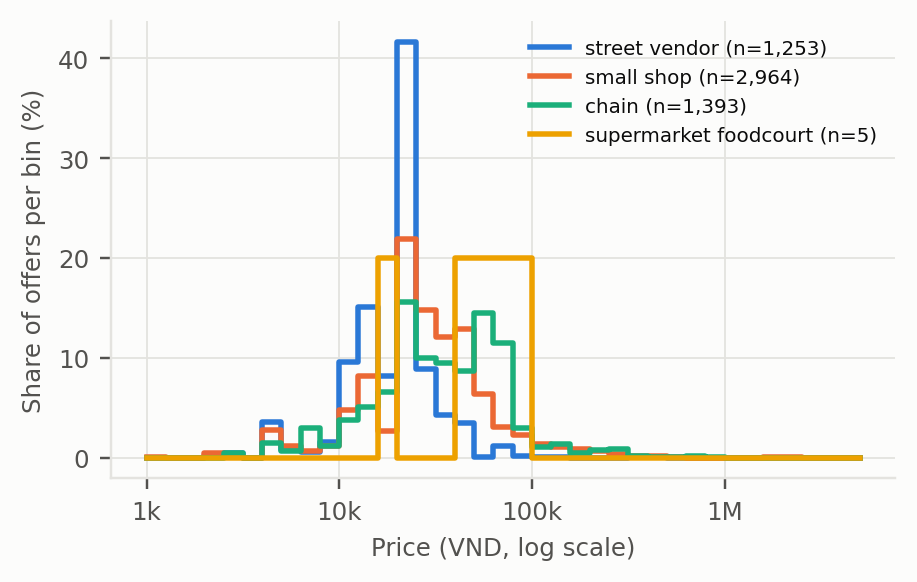 street vendor (n=1,253)
small shop (n=2,964)
chain (n=1,393)
supermarket foodcourt (n=5)
Share of offers per bin (%)
40
30
20
10
0
1k
10k
100k
1M
Price (VND, log scale)